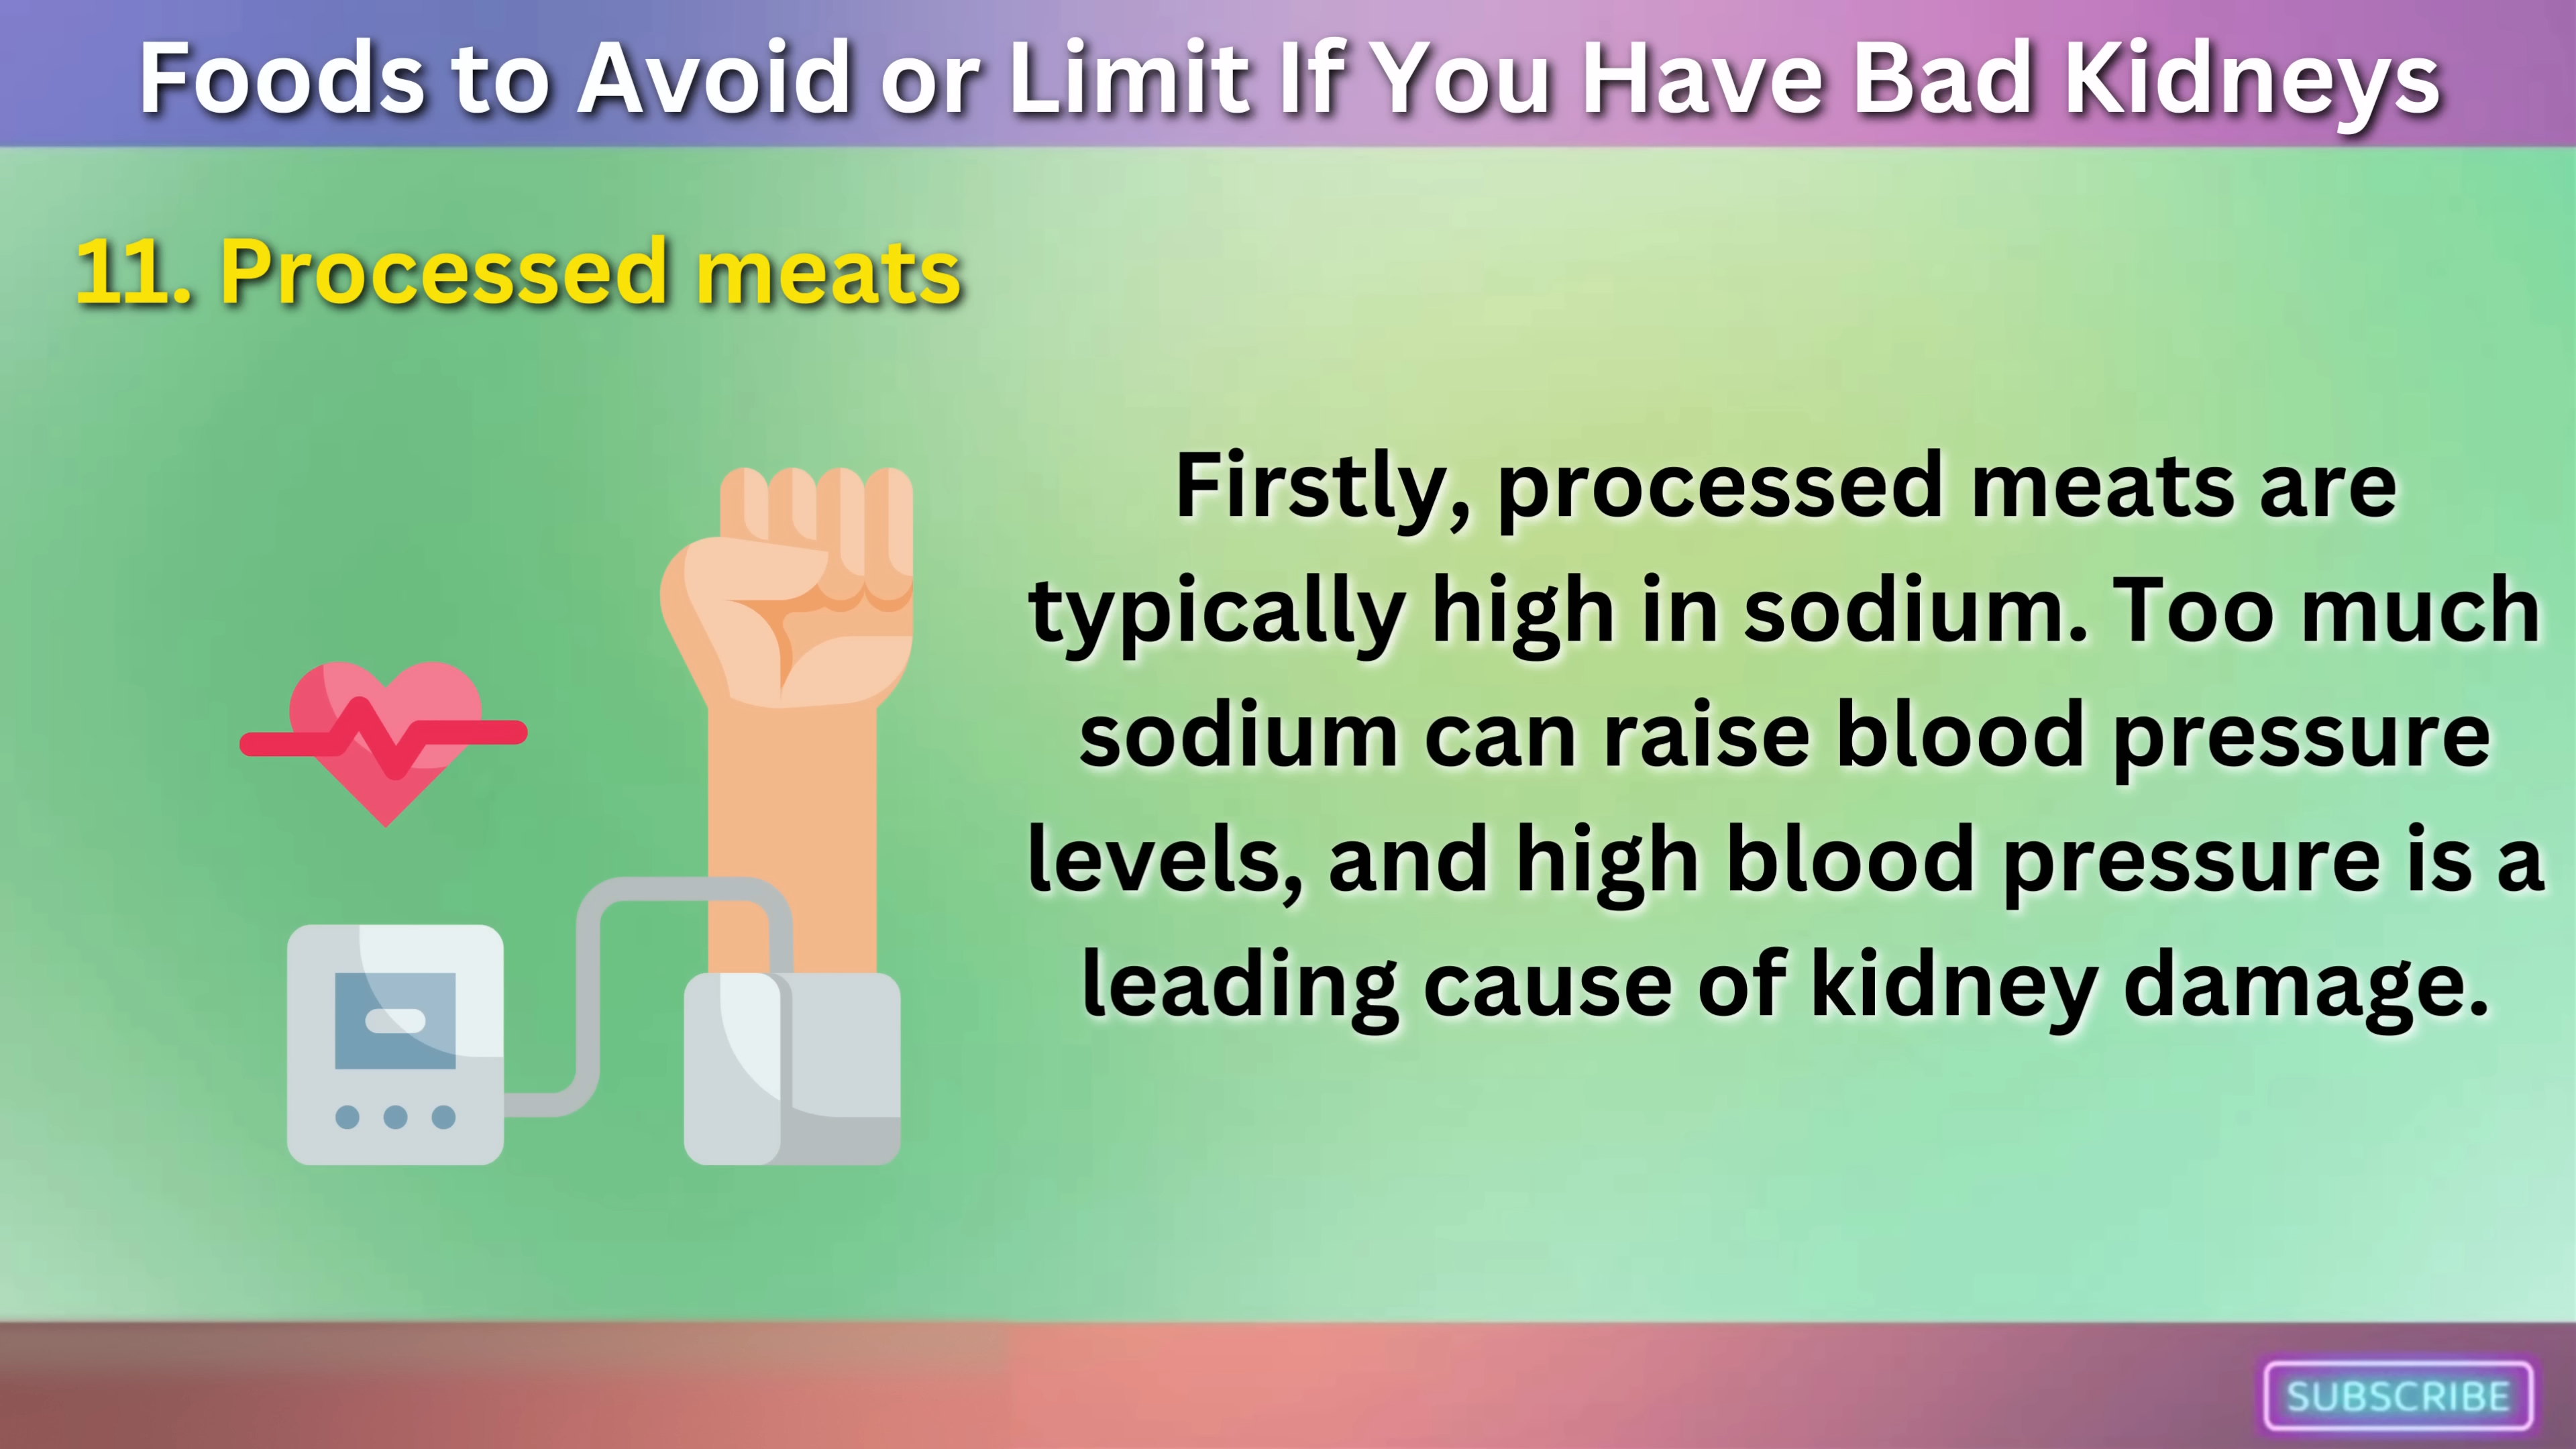 Foods to Avoid or Limit If You Have Bad Kidneys
11. Processed meats
Firstly, processed meats are
typically high in sodium. Too much
sodium can raise blood pressure
levels, and high blood pressure is a
leading cause of kidney damage.
SUBSCRIBE